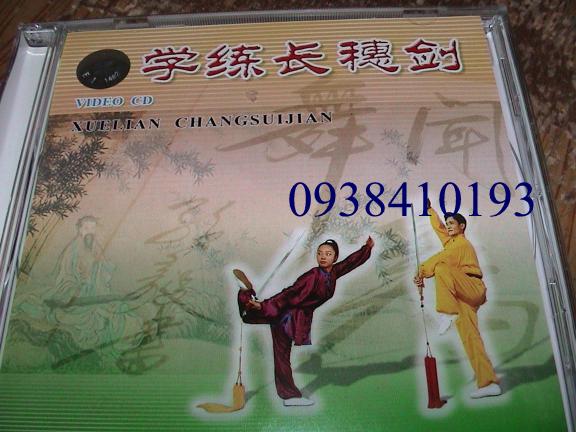 学练长穗剑
VIDEO CD
XUELIAN CHANGSUIJIAN
0938410193